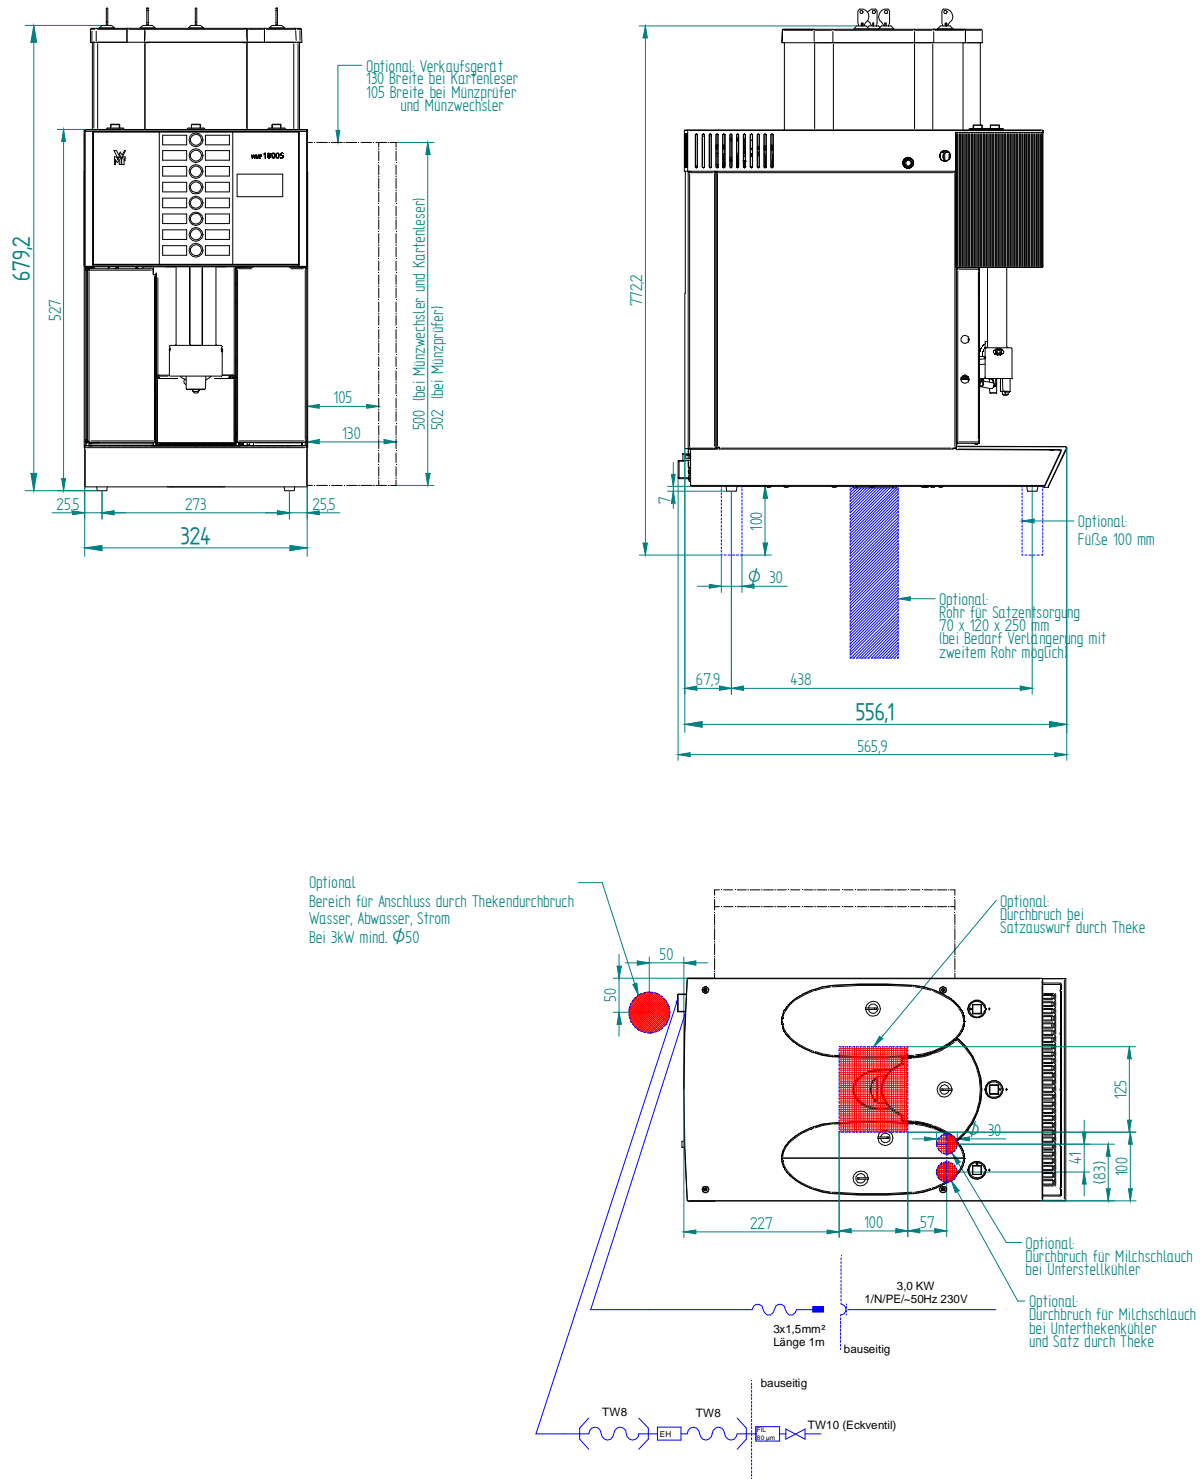 Optional: Verkaufsgerät
130 Breite bei Kartenleser
105 Breite bei Münzprüfer
und Münzwechsler
WMF
WMF 1800S
679,2
527
500 (bei Münzwechsler und Kartenleser)
502 (bei Münzprüfer)
105
130
25,5
273
25,5
324
772,2
7
100
Ø 30
Optional:
Füße 100 mm
Optional:
Rohr für Satzentsorgung
70 x 120 x 250 mm
(bei Bedarf Verlängerung mit
zweitem Rohr möglich)
67,9
438
556,1
565,9
Optional
Bereich für Anschluss durch Thekendurchbruch
Wasser, Abwasser, Strom
Bei 3kW mind. Ø50
50
50
Optional:
Durchbruch bei
Satzauswurf durch Theke
125
Ø 30
41
(83)
100
227
100
57
Optional:
Durchbruch für Milchschlauch
bei Unterstellkühler
Optional:
Durchbruch für Milchschlauch
bei Unterthekenkühler
und Satz durch Theke
3,0 KW
1/N/PE/~50Hz 230V
3x1,5mm²
Länge 1m
bauseitig
bauseitig
TW8
TW8
EH
FIL
80 µm
TW10 (Eckventil)